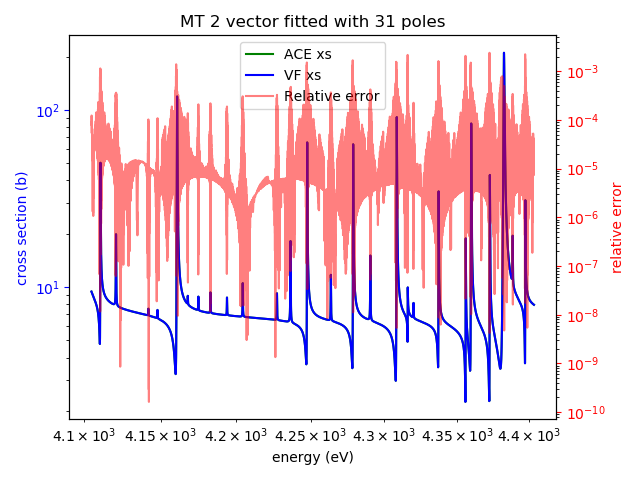 MT 2 vector fitted with 31 poles
ACE xs
VF xs
Relative error
cross section (b)
10²
10¹
relative error
10⁻³
10⁻⁴
10⁻⁵
10⁻⁶
10⁻⁷
10⁻⁸
10⁻⁹
10⁻¹⁰
4.1 × 10³ 4.15 × 10³ 4.2 × 10³ 4.25 × 10³ 4.3 × 10³ 4.35 × 10³ 4.4 × 10³
energy (eV)